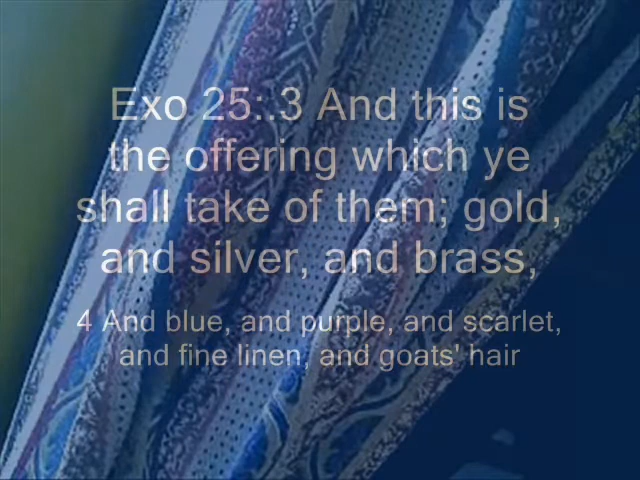 Exo 25:.3 And this is
the offering which ye
shall take of them; gold,
and silver, and brass,
4 And blue, and purple, and scarlet,
and fine linen, and goats' hair